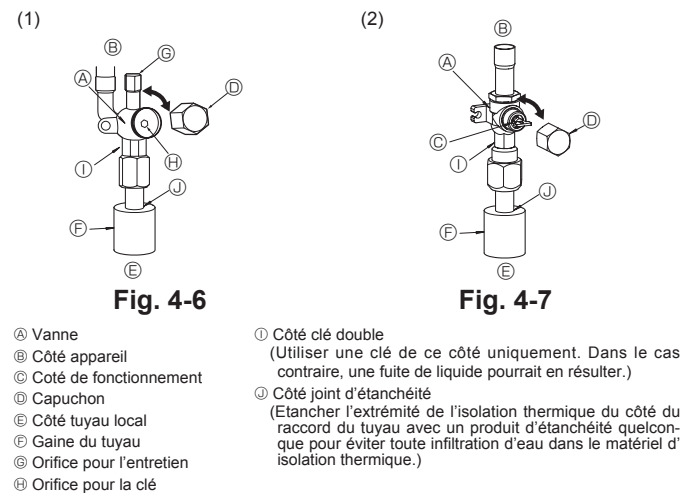 (1)
(2)
Ⓑ
Ⓖ
Ⓐ
Ⓓ
Ⓗ
Ⓘ
Ⓙ
Ⓕ
Ⓔ
Ⓑ
Ⓐ
Ⓓ
Ⓒ
Ⓘ
Ⓙ
Ⓕ
Ⓔ
Fig. 4-6
Fig. 4-7
Ⓐ Vanne
Ⓑ Côté appareil
Ⓒ Coté de fonctionnement
Ⓓ Capuchon
Ⓔ Côté tuyau local
Ⓕ Gaine du tuyau
Ⓖ Orifice pour l'entretien
Ⓗ Orifice pour la clé
Ⓘ Côté clé double
(Utiliser une clé de ce côté uniquement. Dans le cas
contraire, une fuite de liquide pourrait en résulter.)
Ⓙ Côté joint d'étanchéité
(Etancher l'extrémité de l'isolation thermique du côté du
raccord du tuyau avec un produit d'étanchéité quelcon-
que pour éviter toute infiltration d'eau dans le matériel d'
isolation thermique.)